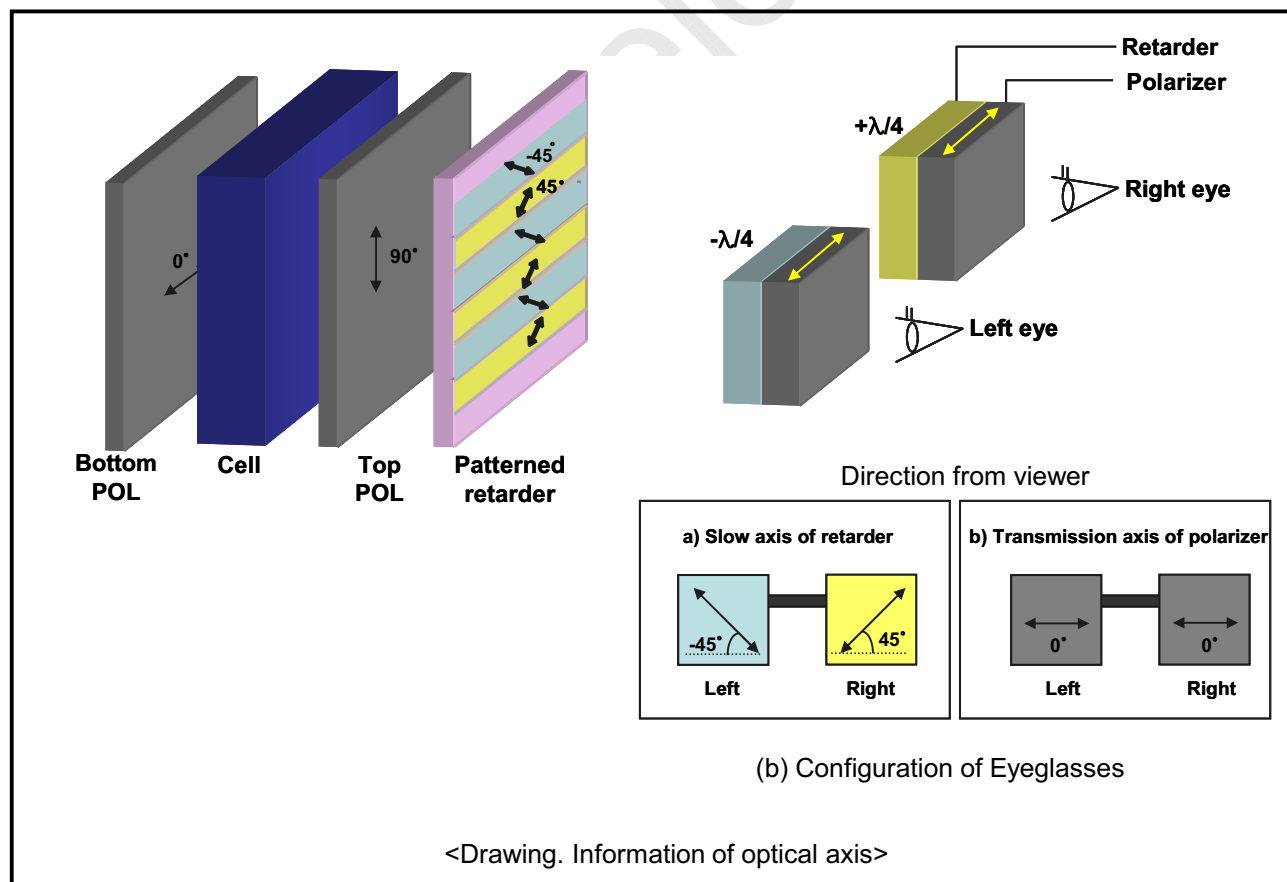 Retarder
Polarizer
+λ/4
Right eye
-λ/4
Left eye
-45°
45°
0°
90°
Bottom
POL
Cell
Top
POL
Patterned
retarder
Direction from viewer
a) Slow axis of retarder
-45°
45°
Left
Right
b) Transmission axis of polarizer
0°
0°
Left
Right
(b) Configuration of Eyeglasses
<Drawing. Information of optical axis>